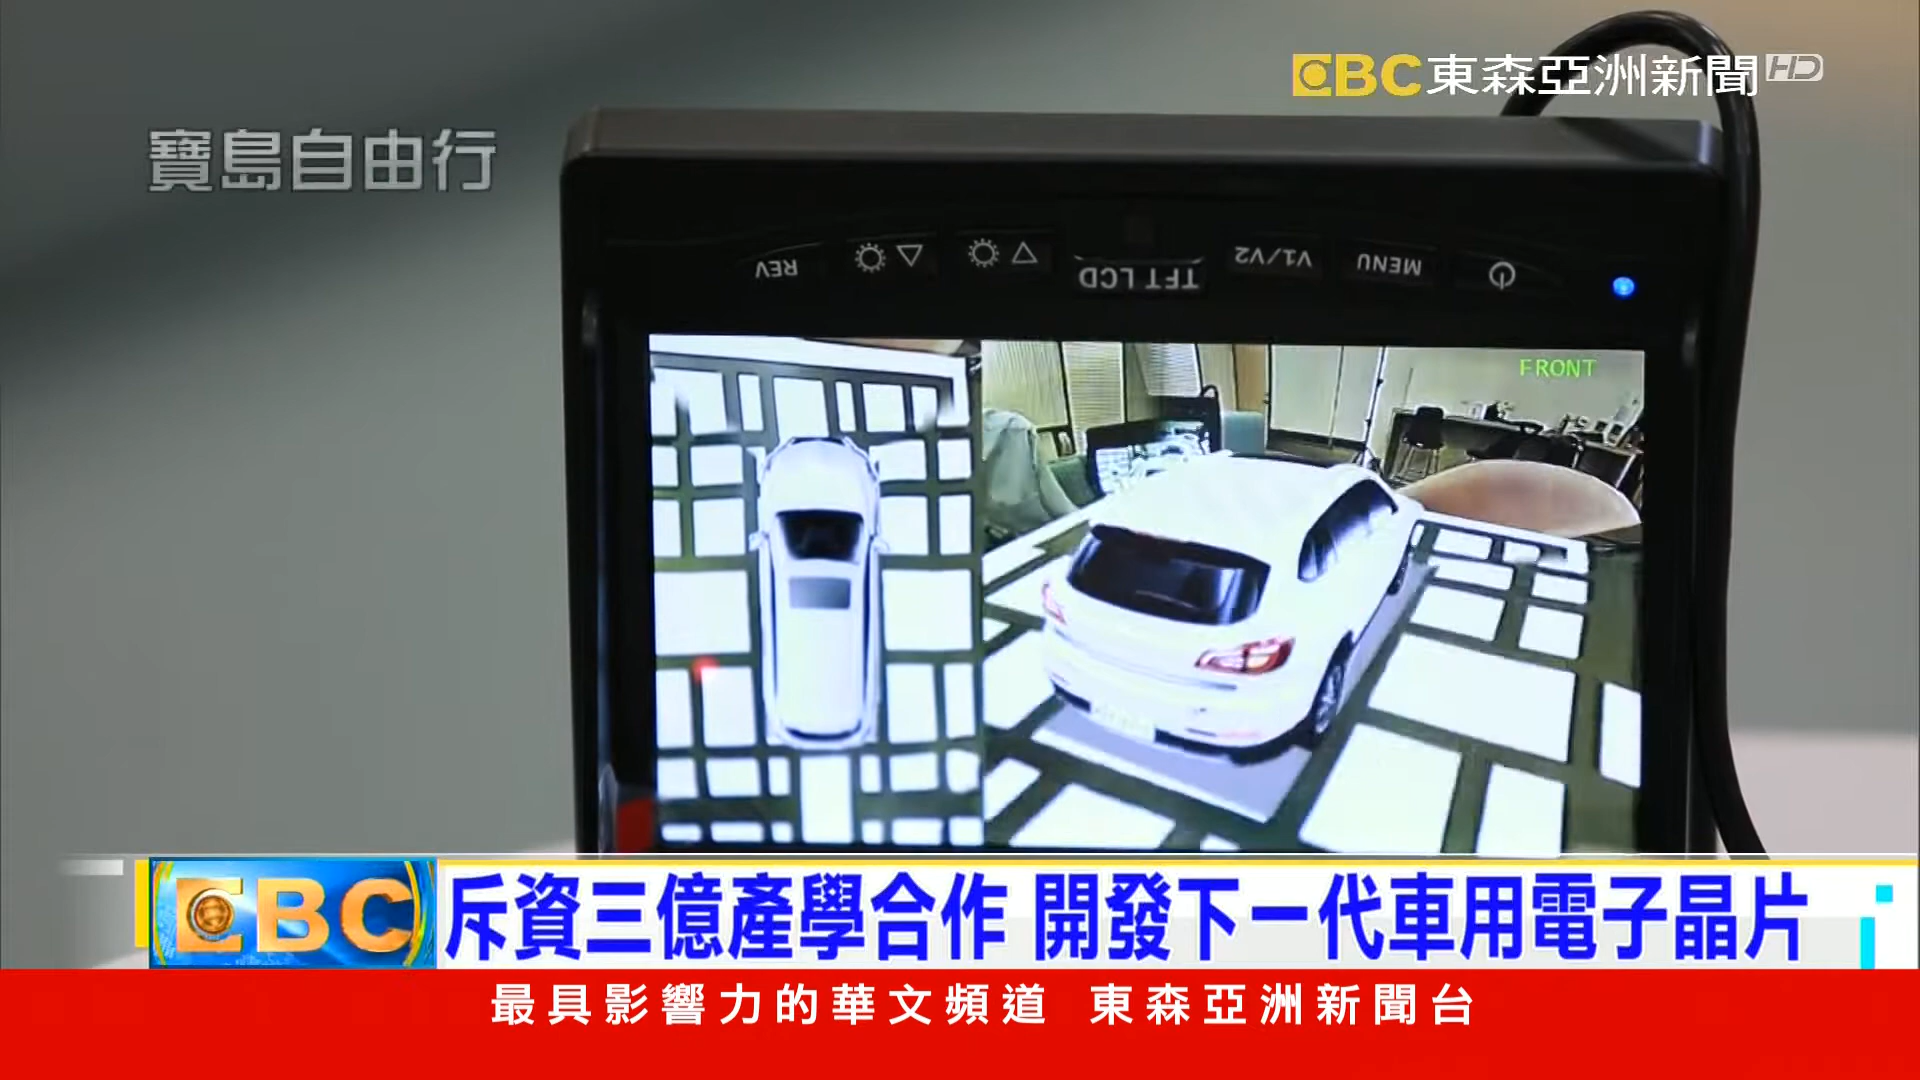 EBC東森亞洲新聞HD
寶島自由行
REV
TFT LCD
V1/V2
MENU
FRONT
EBC
斥資三億產學合作 開發下一代車用電子晶片
最具影響力的華文頻道 東森亞洲新聞台